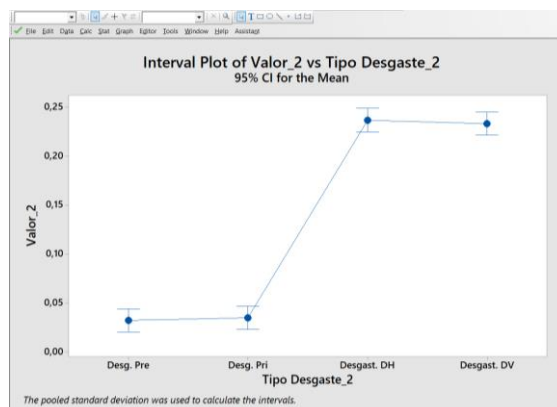 File Edit Data Calc Stat Graph Editor Tools Window Help Assistant
Interval Plot of Valor_2 vs Tipo Desgaste_2
95% CI for the Mean
0,25
0,20
0,15
0,10
0,05
0,00
Valor_2
Desg. Pre Desg. Pri Desgast. DH Desgast. DV
Tipo Desgaste_2
The pooled standard deviation was used to calculate the intervals.